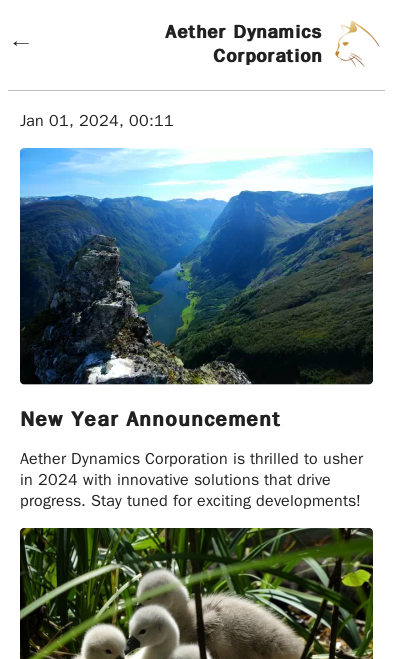 ←
Aether Dynamics
Corporation
Jan 01, 2024, 00:11
New Year Announcement
Aether Dynamics Corporation is thrilled to usher
in 2024 with innovative solutions that drive
progress. Stay tuned for exciting developments!